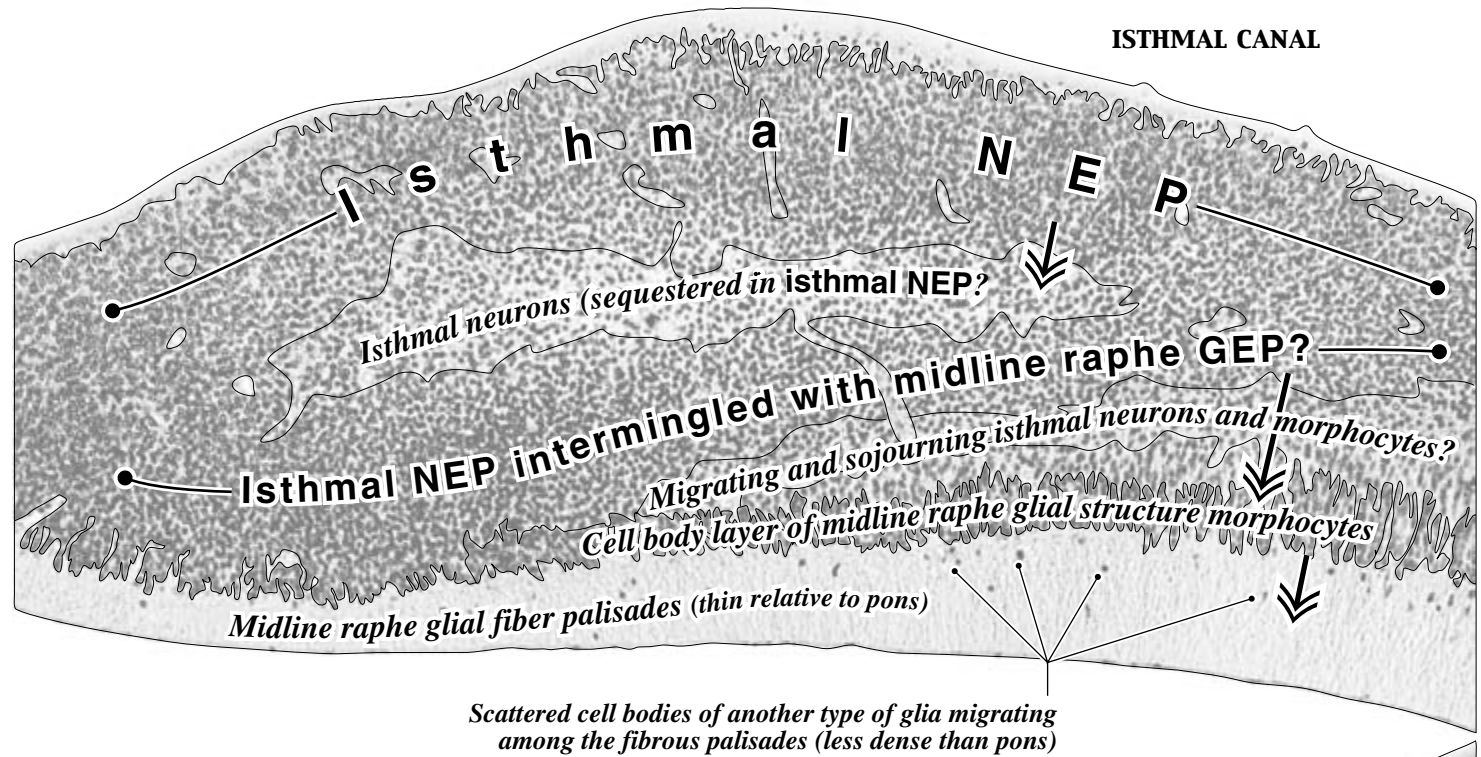 ISTHMAL CANAL
Isthmal NEP
Isthmal neurons (sequestered in isthmal NEP?
Isthmal NEP intermingled with midline raphe GEP?
Migrating and sojourning isthmal neurons and morphocytes?
Cell body layer of midline raphe glial structure morphocytes
Midline raphe glial fiber palisades (thin relative to pons)
Scattered cell bodies of another type of glia migrating
among the fibrous palisades (less dense than pons)